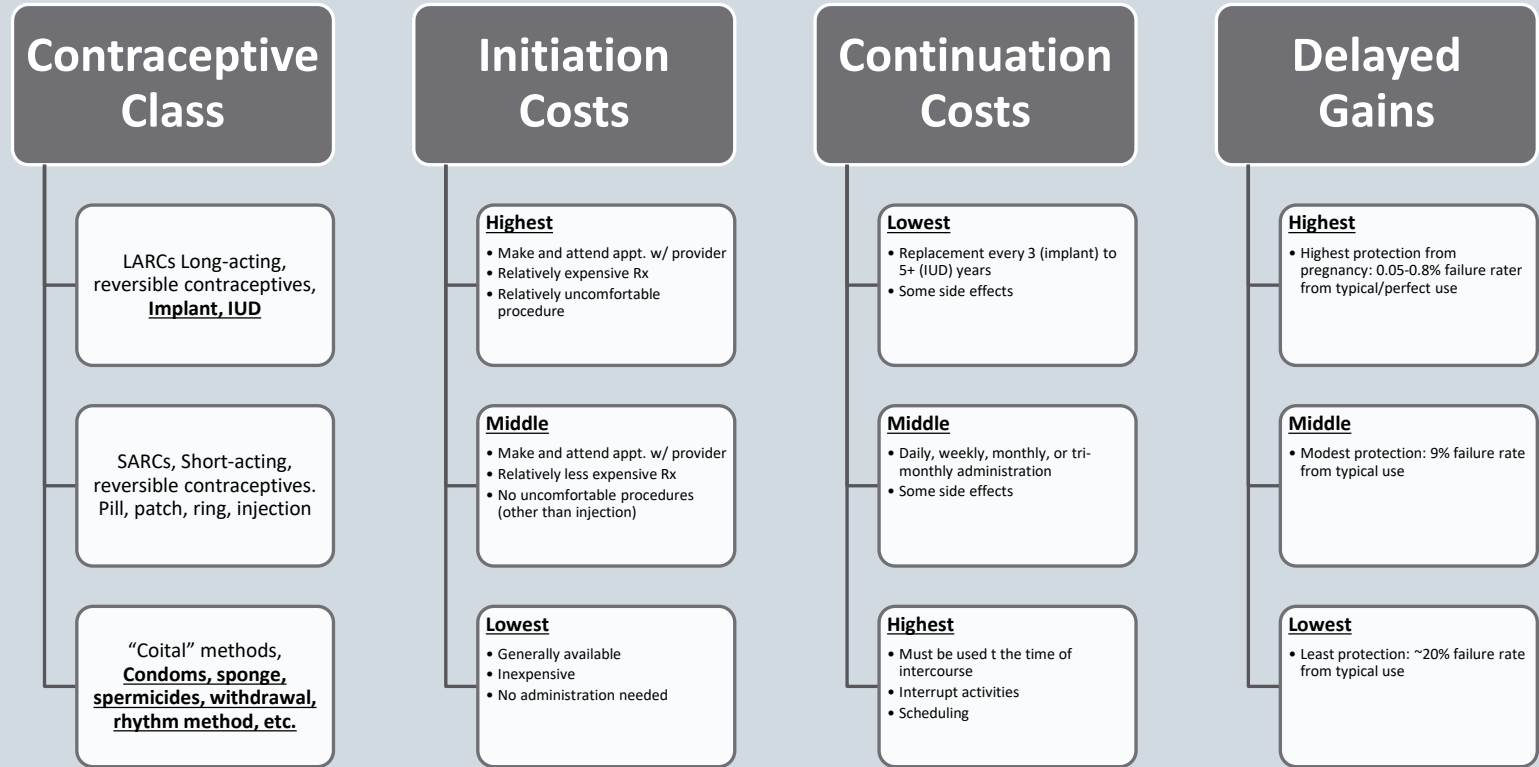 Contraceptive
Class
LARCs Long-acting,
reversible contraceptives,
Implant, IUD
SARCs, Short-acting,
reversible contraceptives.
Pill, patch, ring, injection
“Coital” methods,
Condoms, sponge,
spermicides, withdrawal,
rhythm method, etc.
Initiation
Costs
Highest
• Make and attend appt. w/ provider
• Relatively expensive Rx
• Relatively uncomfortable
procedure
Middle
• Make and attend appt. w/ provider
• Relatively less expensive Rx
• No uncomfortable procedures
(other than injection)
Lowest
• Generally available
• Inexpensive
• No administration needed
Continuation
Costs
Lowest
• Replacement every 3 (implant) to
5+ (IUD) years
• Some side effects
Middle
• Daily, weekly, monthly, or tri-
monthly administration
• Some side effects
Highest
• Must be used t the time of
intercourse
• Interrupt activities
• Scheduling
Delayed
Gains
Highest
• Highest protection from
pregnancy: 0.05-0.8% failure rater
from typical/perfect use
Middle
• Modest protection: 9% failure rate
from typical use
Lowest
• Least protection: ~20% failure rate
from typical use